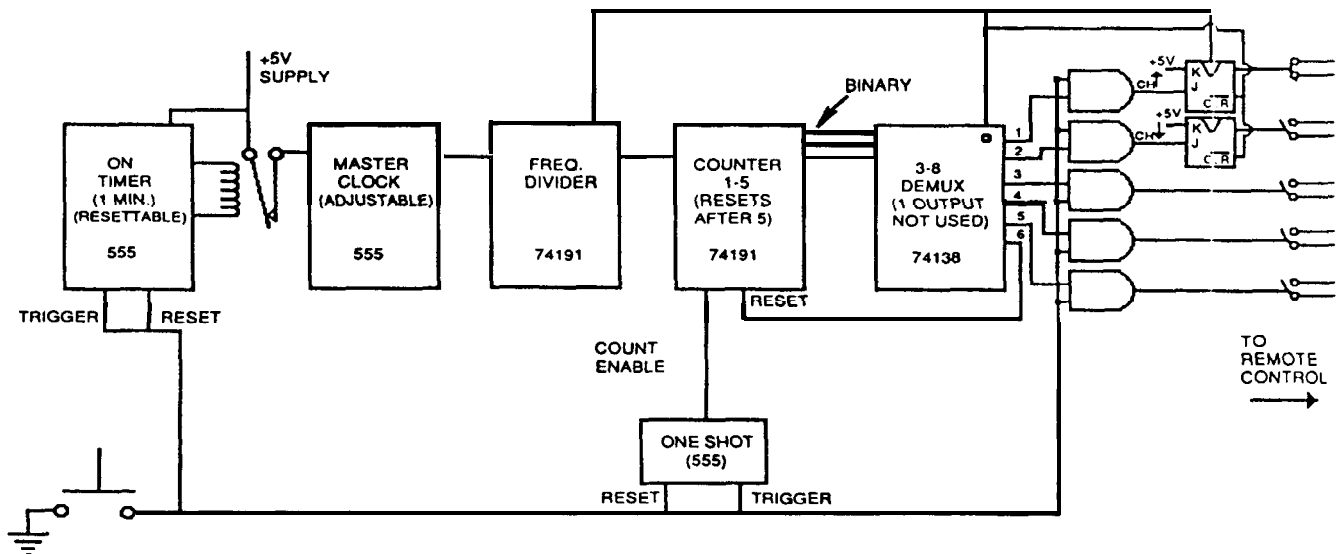 +5V
SUPPLY
ON
TIMER
(1 MIN.)
(RESETTABLE)
555
TRIGGER
RESET
MASTER
CLOCK
(ADJUSTABLE)
555
FREQ.
DIVIDER
74191
COUNTER
1-5
(RESETS
AFTER 5)
74191
RESET
COUNT
ENABLE
ONE SHOT
(555)
RESET
TRIGGER
BINARY
3-8
DEMUX
(1 OUTPUT
NOT USED)
74138
1
2
3
4
5
6
+5V
CH
K
J
+5V
CH
K
J
TO
REMOTE
CONTROL